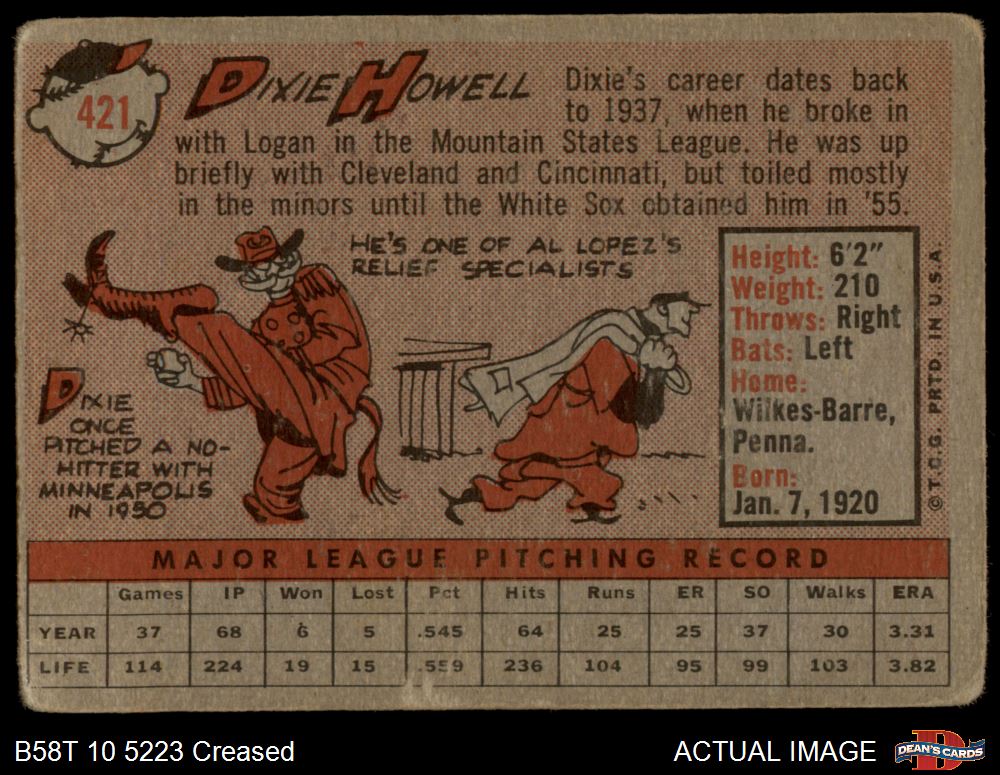 421
DIXIE HOWELL
Dixie's career dates back
to 1937, when he broke in
with Logan in the Mountain States League. He was up
briefly with Cleveland and Cincinnati, but toiled mostly
in the minors until the White Sox obtained him in '55.
HE'S ONE OF AL LOPEZ'S
RELIEF SPECIALISTS
DIXIE
ONCE
PITCHED A NO-
HITTER WITH
MINNEAPOLIS
IN 1950
Height: 6'2"
Weight: 210
Throws: Right
Bats: Left
Home:
Wilkes-Barre,
Penna.
Born:
Jan. 7, 1920
© T.C.G. PRTD. IN U.S.A.
MAJOR LEAGUE PITCHING RECORD
Games IP Won Lost Pct Hits Runs ER SO Walks ERA
YEAR 37 68 6 5 .545 64 25 25 37 30 3.31
LIFE 114 224 19 15 .559 236 104 95 99 103 3.82
B58T 10 5223 Creased
ACTUAL IMAGE
D
DEAN'S CARDS